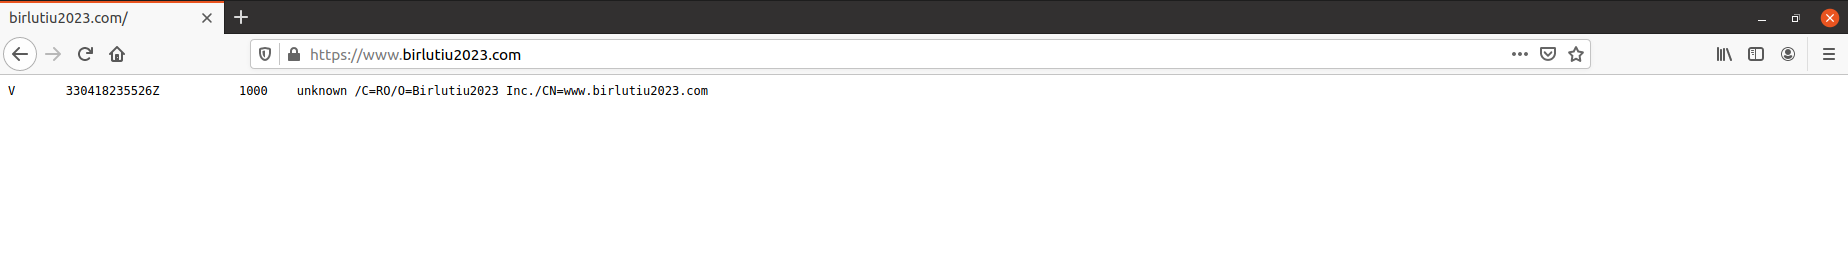 birlutiu2023.com/
https://www.birlutiu2023.com
V 330418235526Z 1000 unknown /C=RO/O=Birlutiu2023 Inc./CN=www.birlutiu2023.com